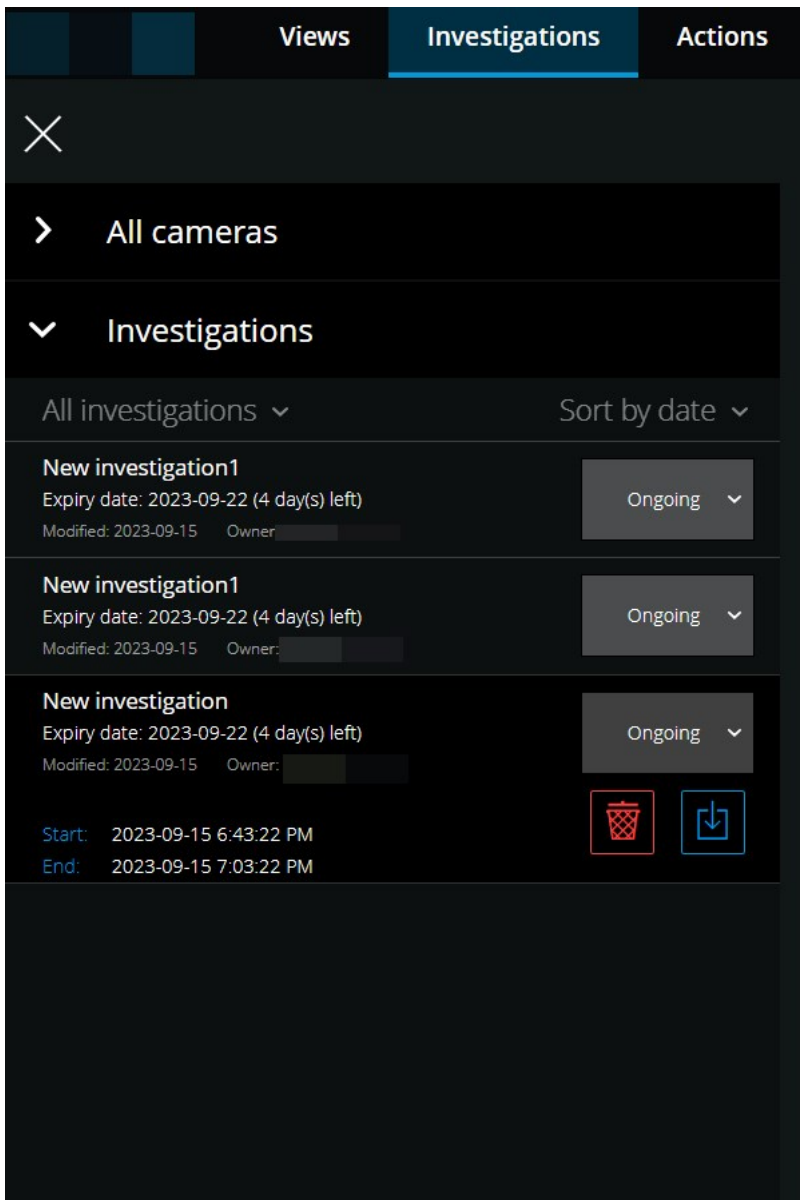 Views Investigations Actions
All cameras
Investigations
All investigations Sort by date
New investigation1
Expiry date: 2023-09-22 (4 day(s) left)
Ongoing
Modified: 2023-09-15 Owner
New investigation1
Expiry date: 2023-09-22 (4 day(s) left)
Ongoing
Modified: 2023-09-15 Owner:
New investigation
Expiry date: 2023-09-22 (4 day(s) left)
Ongoing
Modified: 2023-09-15 Owner:
Start: 2023-09-15 6:43:22 PM
End: 2023-09-15 7:03:22 PM